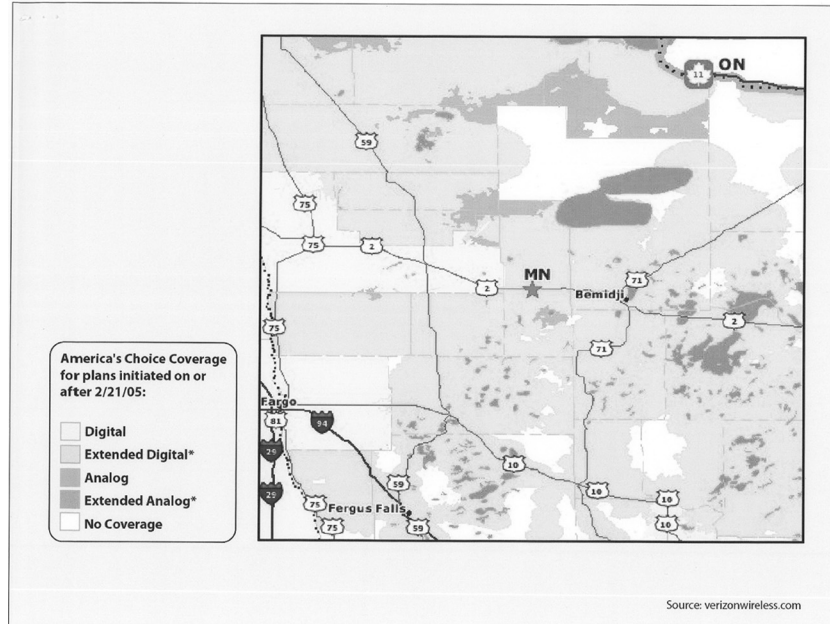 11 ON
59
75
75
2
MN
2
71
Bemidji
75
2
71
America's Choice Coverage
for plans initiated on or
after 2/21/05:
Digital
Extended Digital*
Analog
Extended Analog*
No Coverage
Fargo
81
94
29
10
59
29
10
10
75
Fergus Falls
75
59
10
Source: verizonwireless.com